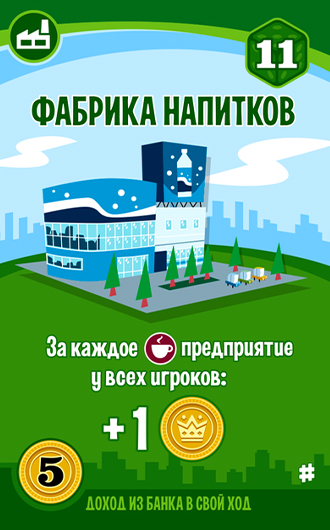 11
ФАБРИКА НАПИТКОВ
За каждое предприятие
у всех игроков:
+1
5
#
ДОХОД ИЗ БАНКА В СВОЙ ХОД